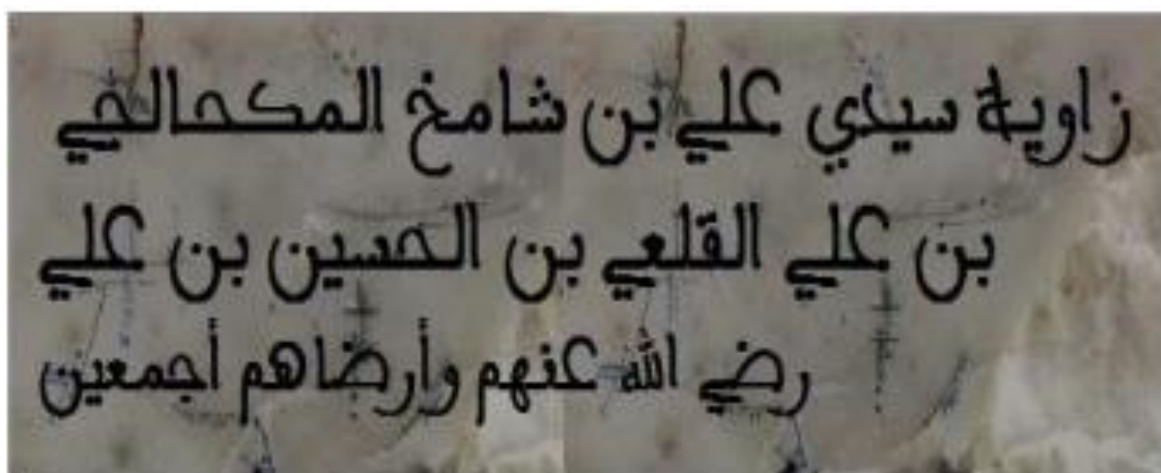 زاوية سيدي علي بن شامخ المكحالجي
بن علي القلعي بن الحسين بن علي
رضي الله عنهم وأرضاهم أجمعين